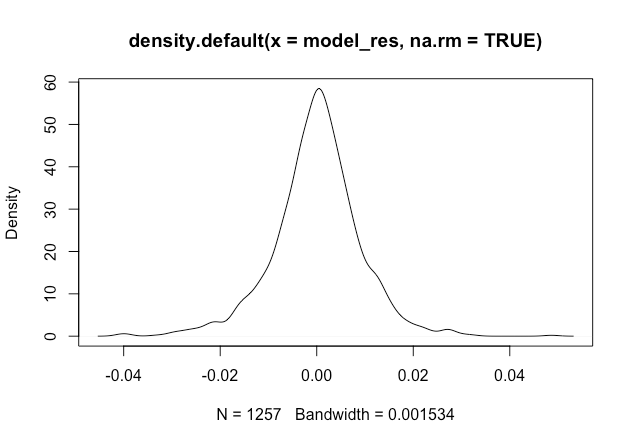 density.default(x = model_res, na.rm = TRUE)
Density
60
50
40
30
20
10
0
-0.04 -0.02 0.00 0.02 0.04
N = 1257 Bandwidth = 0.001534